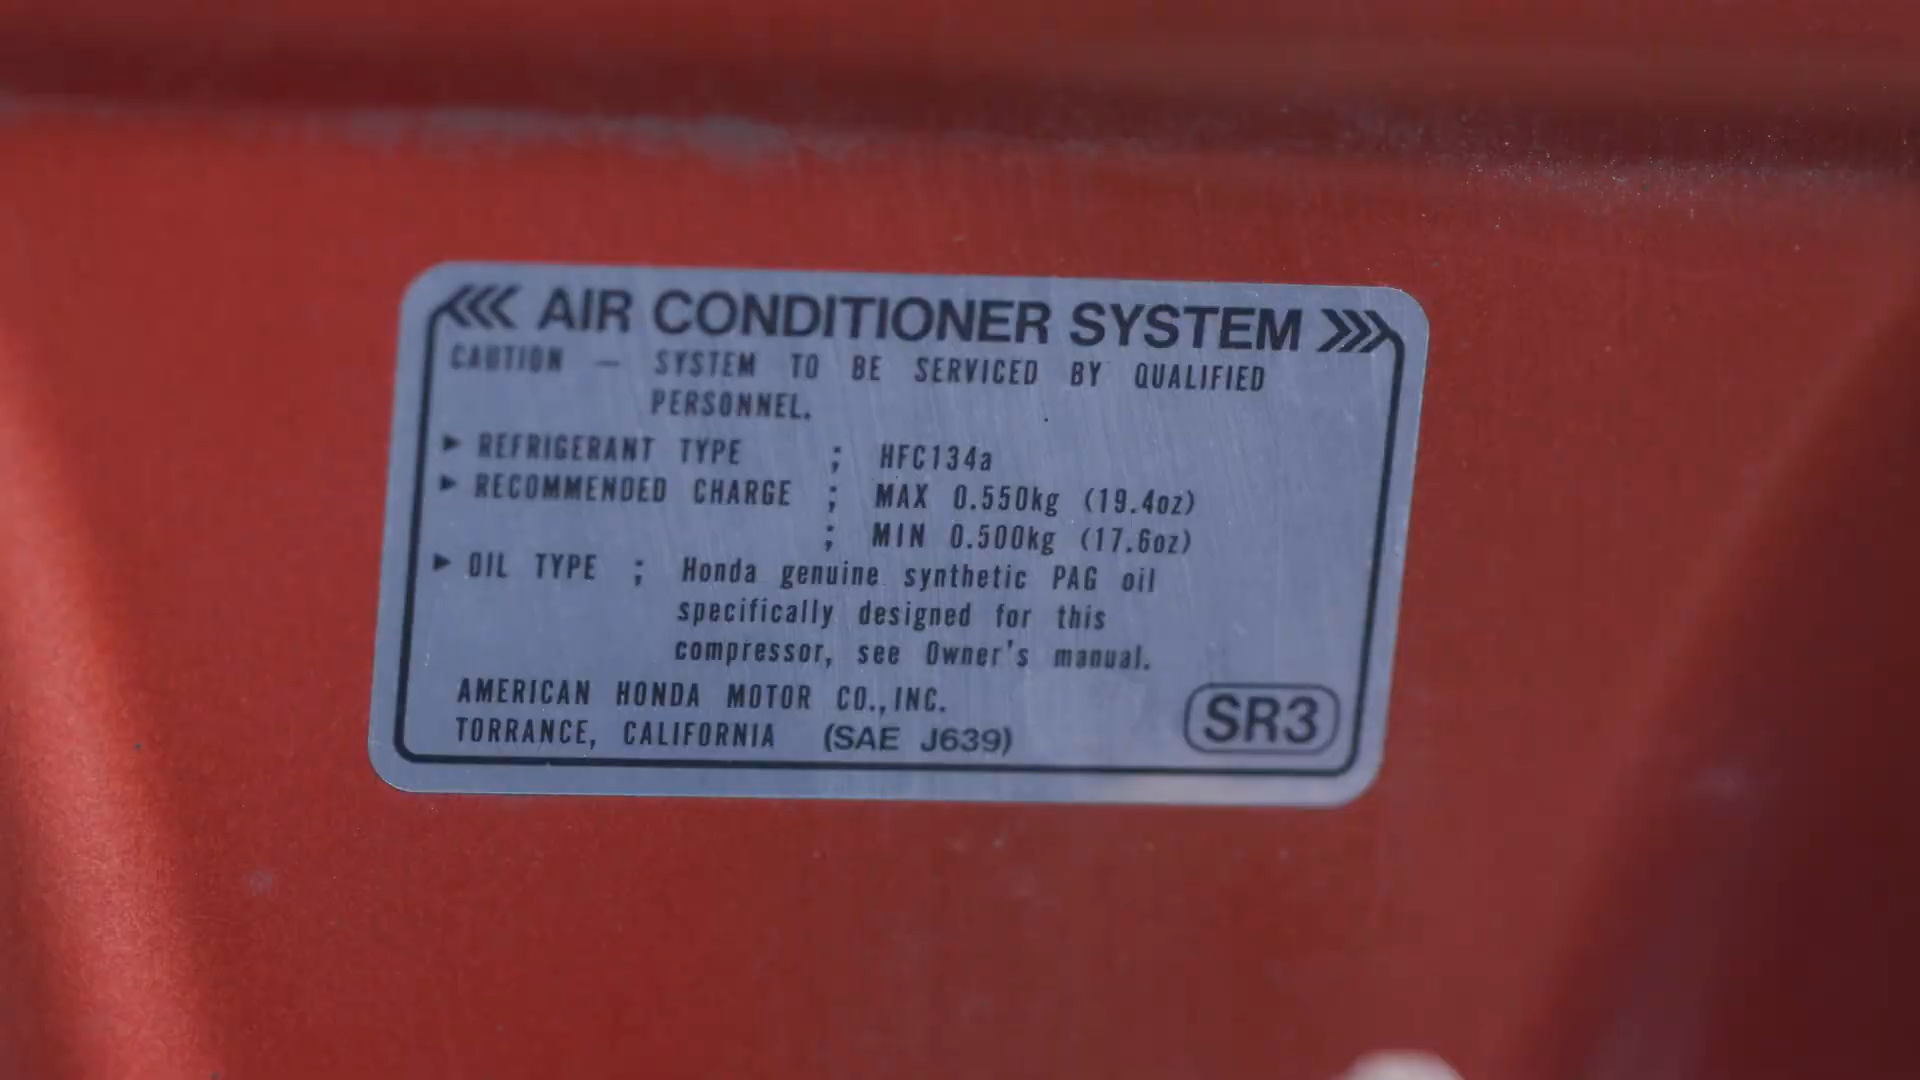 AIR CONDITIONER SYSTEM
CAUTION — SYSTEM TO BE SERVICED BY QUALIFIED
PERSONNEL.
▶ REFRIGERANT TYPE ; HFC134a
▶ RECOMMENDED CHARGE ; MAX 0.550kg (19.4oz)
; MIN 0.500kg (17.6oz)
▶ OIL TYPE ; Honda genuine synthetic PAG oil
specifically designed for this
compressor, see Owner's manual.
AMERICAN HONDA MOTOR CO.,INC.
TORRANCE, CALIFORNIA (SAE J639)
SR3